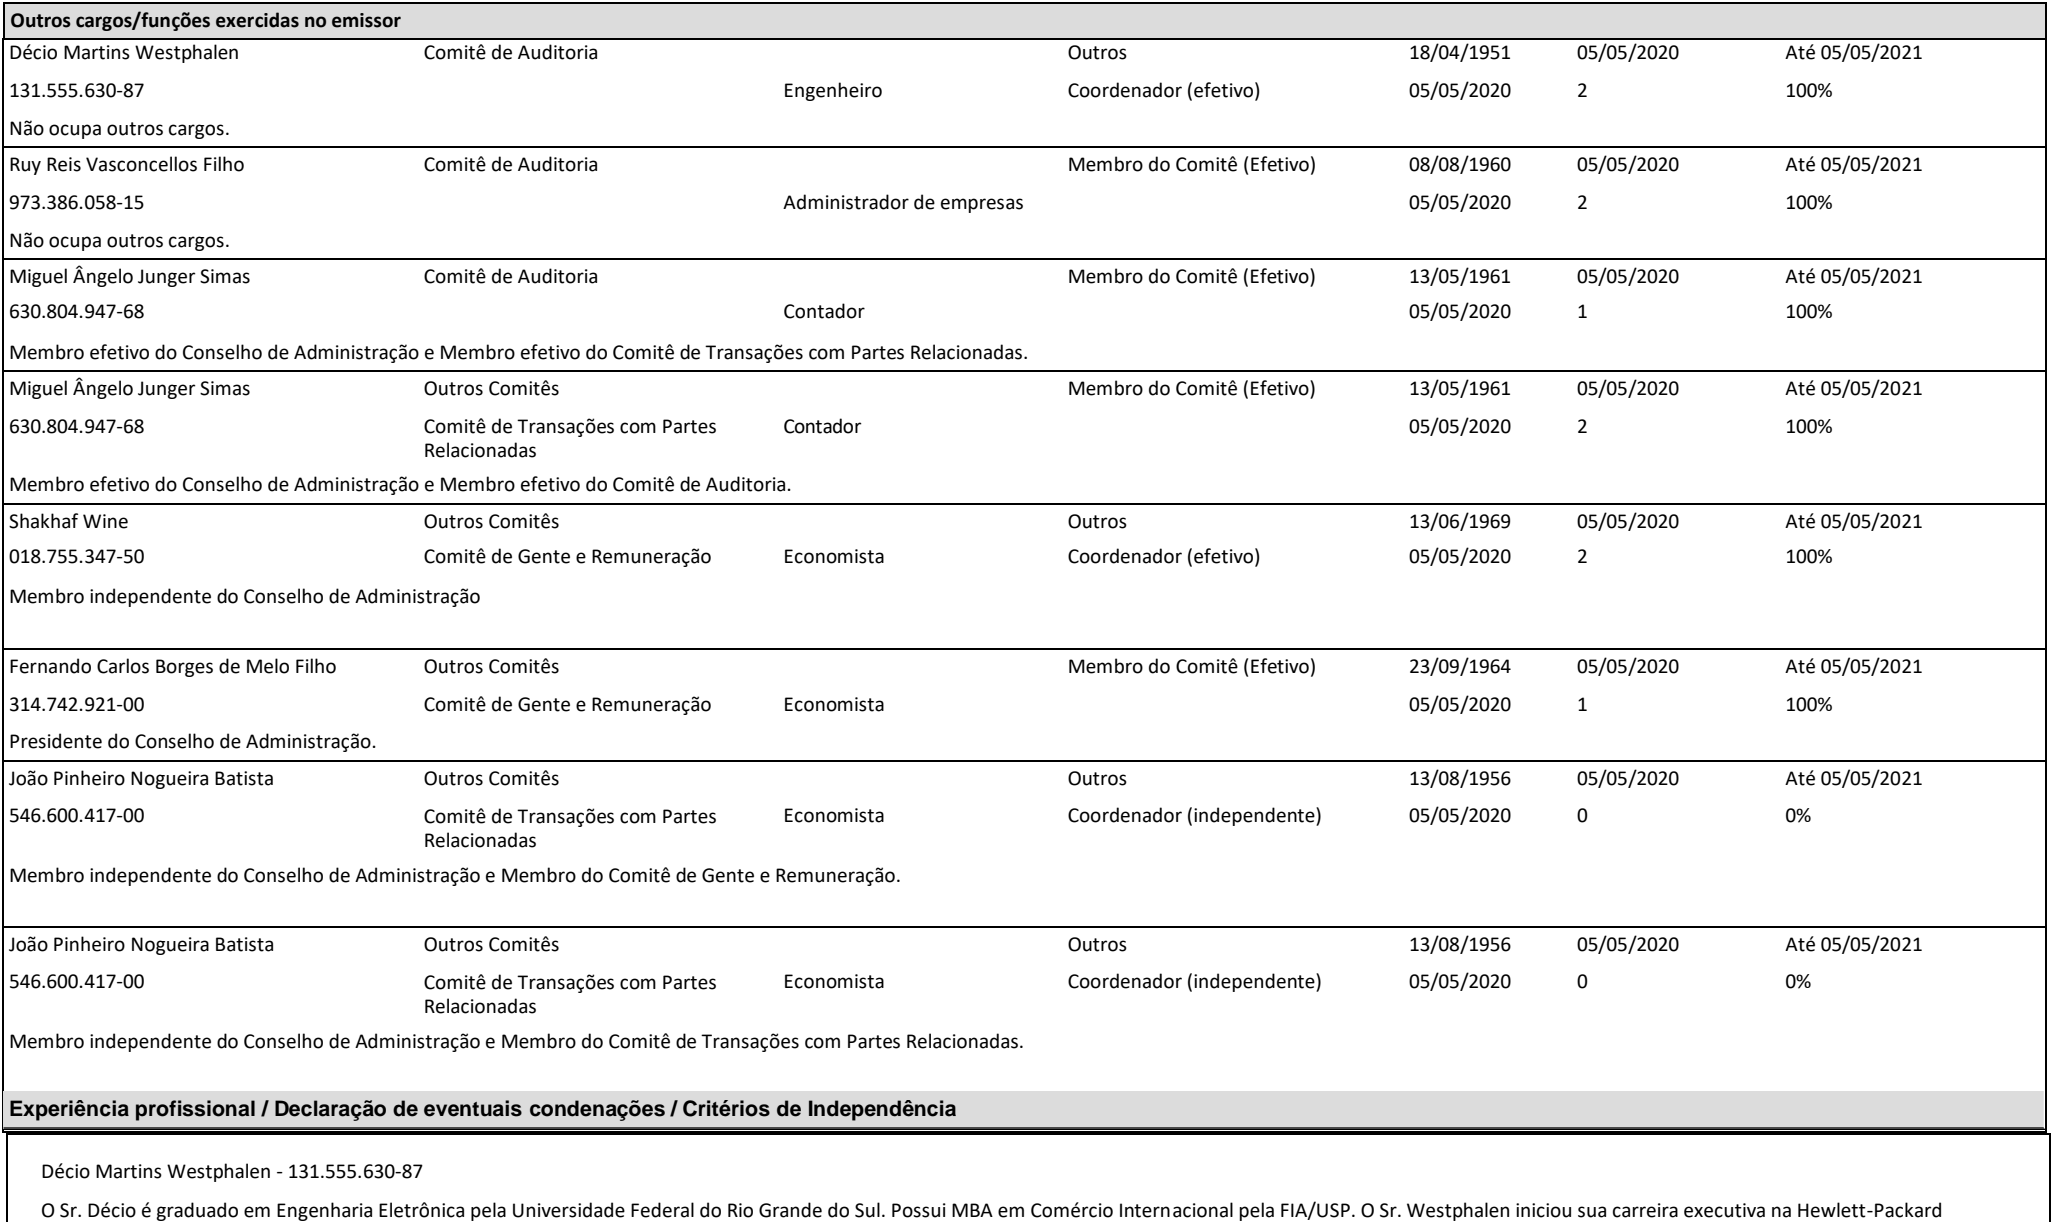 Outros cargos/funções exercidas no emissor
Décio Martins Westphalen Comitê de Auditoria Outros 18/04/1951 05/05/2020 Até 05/05/2021
131.555.630-87 Engenheiro Coordenador (efetivo) 05/05/2020 2 100%
Não ocupa outros cargos.
Ruy Reis Vasconcellos Filho Comitê de Auditoria Membro do Comitê (Efetivo) 08/08/1960 05/05/2020 Até 05/05/2021
973.386.058-15 Administrador de empresas 05/05/2020 2 100%
Não ocupa outros cargos.
Miguel Ângelo Junger Simas Comitê de Auditoria Membro do Comitê (Efetivo) 13/05/1961 05/05/2020 Até 05/05/2021
630.804.947-68 Contador 05/05/2020 1 100%
Membro efetivo do Conselho de Administração e Membro efetivo do Comitê de Transações com Partes Relacionadas.
Miguel Ângelo Junger Simas Outros Comitês Membro do Comitê (Efetivo) 13/05/1961 05/05/2020 Até 05/05/2021
630.804.947-68 Comitê de Transações com Partes Contador 05/05/2020 2 100%
Relacionadas
Membro efetivo do Conselho de Administração e Membro efetivo do Comitê de Auditoria.
Shakhaf Wine Outros Comitês Outros 13/06/1969 05/05/2020 Até 05/05/2021
018.755.347-50 Comitê de Gente e Remuneração Economista Coordenador (efetivo) 05/05/2020 2 100%
Membro independente do Conselho de Administração
Fernando Carlos Borges de Melo Filho Outros Comitês Membro do Comitê (Efetivo) 23/09/1964 05/05/2020 Até 05/05/2021
314.742.921-00 Comitê de Gente e Remuneração Economista 05/05/2020 1 100%
Presidente do Conselho de Administração.
João Pinheiro Nogueira Batista Outros Comitês Outros 13/08/1956 05/05/2020 Até 05/05/2021
546.600.417-00 Comitê de Transações com Partes Economista Coordenador (independente) 05/05/2020 0 0%
Relacionadas
Membro independente do Conselho de Administração e Membro do Comitê de Gente e Remuneração.
João Pinheiro Nogueira Batista Outros Comitês Outros 13/08/1956 05/05/2020 Até 05/05/2021
546.600.417-00 Comitê de Transações com Partes Economista Coordenador (independente) 05/05/2020 0 0%
Relacionadas
Membro independente do Conselho de Administração e Membro do Comitê de Transações com Partes Relacionadas.
Experiência profissional / Declaração de eventuais condenações / Critérios de Independência
Décio Martins Westphalen - 131.555.630-87
O Sr. Décio é graduado em Engenharia Eletrônica pela Universidade Federal do Rio Grande do Sul. Possui MBA em Comércio Internacional pela FIA/USP. O Sr. Westphalen iniciou sua carreira executiva na Hewlett-Packard